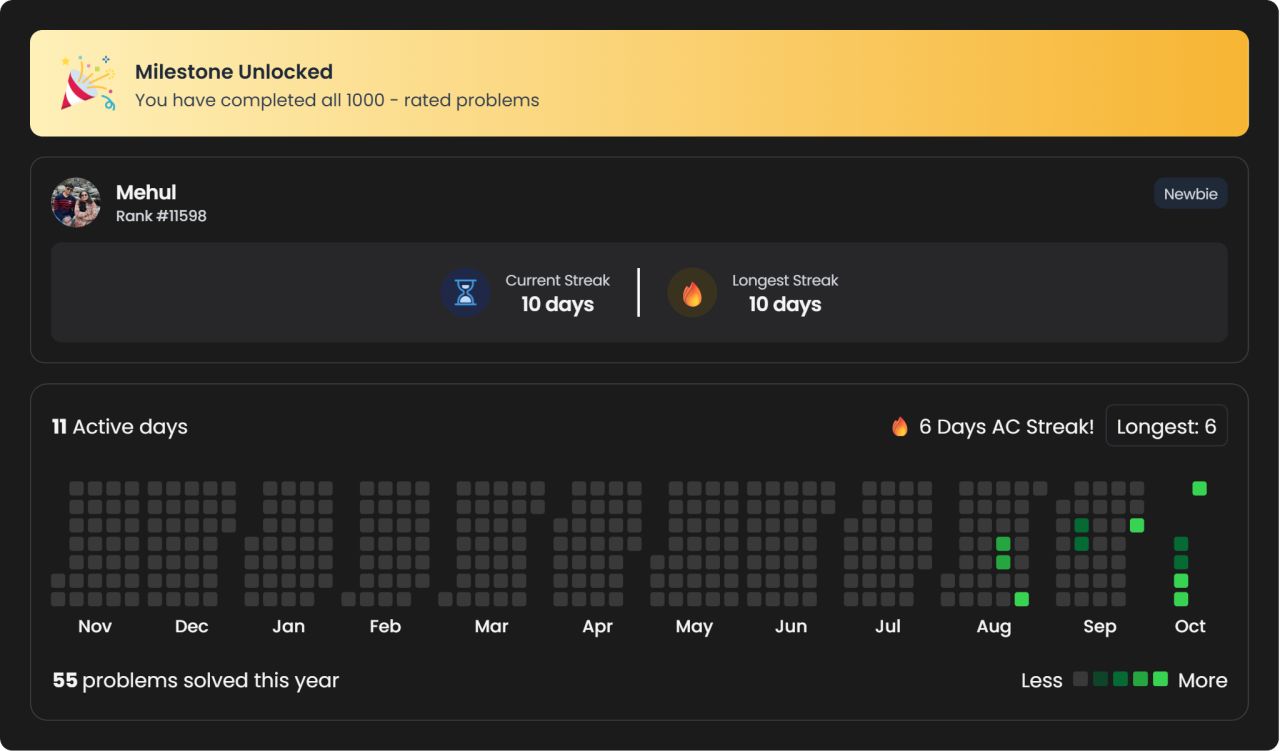 Milestone Unlocked
You have completed all 1000 - rated problems
Mehul
Rank #11598
Newbie
Current Streak
10 days
Longest Streak
10 days
11 Active days
6 Days AC Streak!
Longest: 6
Nov Dec Jan Feb Mar Apr May Jun Jul Aug Sep Oct
55 problems solved this year
Less More